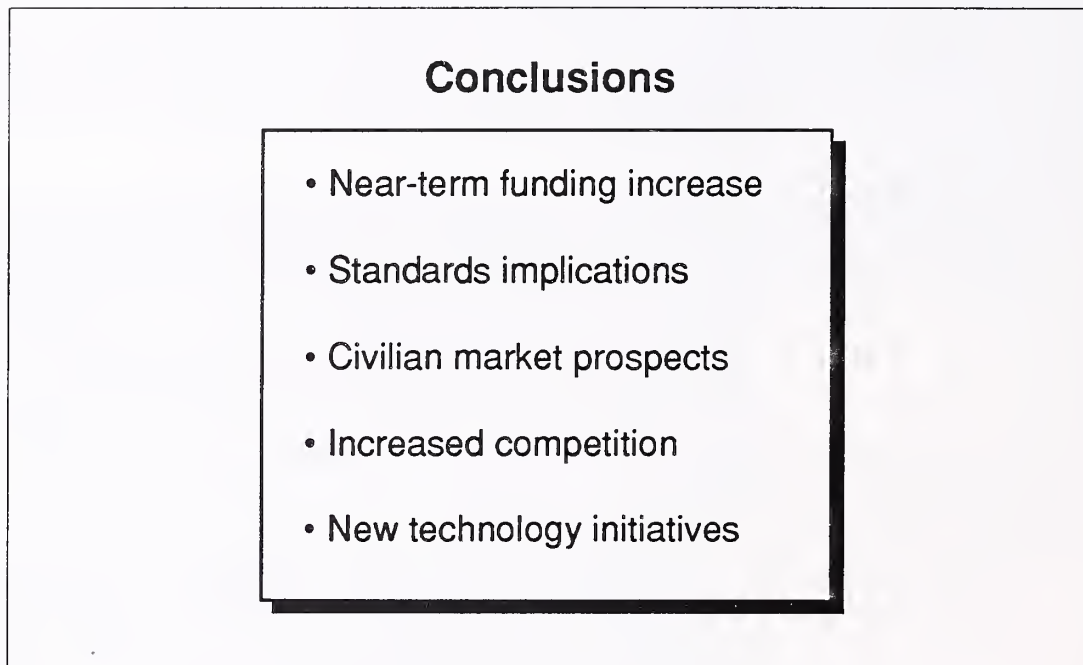 Conclusions
• Near-term funding increase
• Standards implications
• Civilian market prospects
• Increased competition
• New technology initiatives